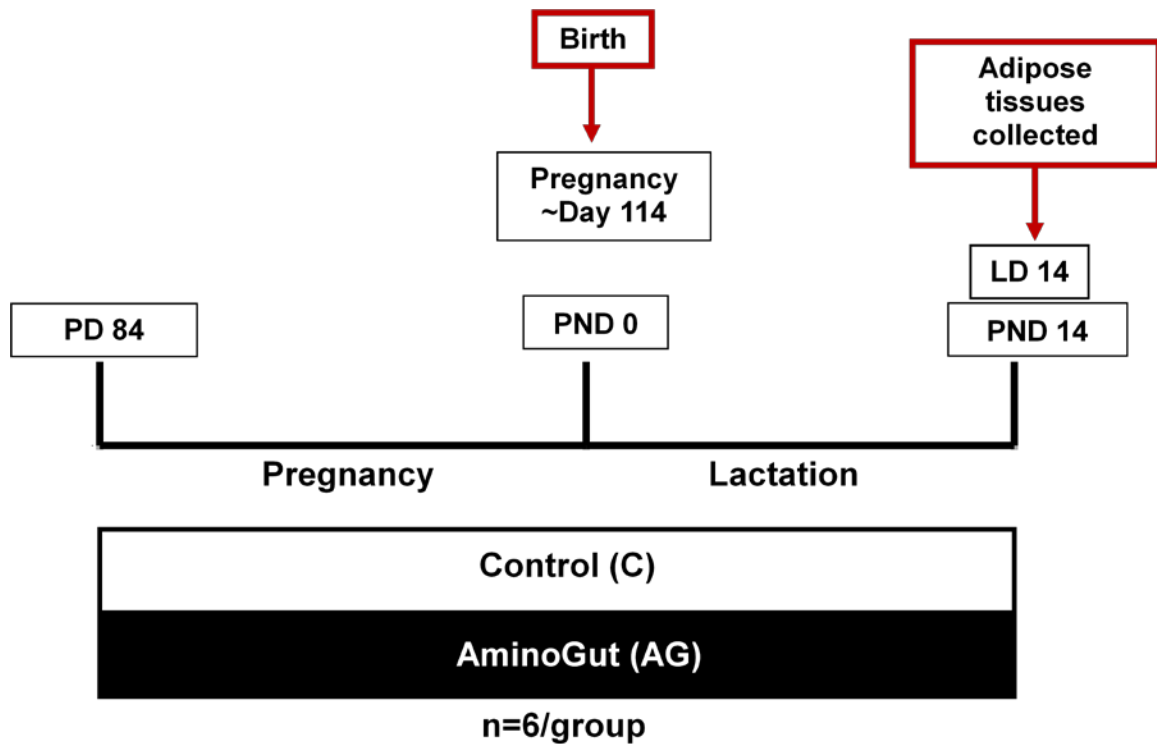 Birth
Adipose
tissues
collected
Pregnancy
~Day 114
LD 14
PD 84
PND 0
PND 14
Pregnancy
Lactation
Control (C)
AminoGut (AG)
n=6/group